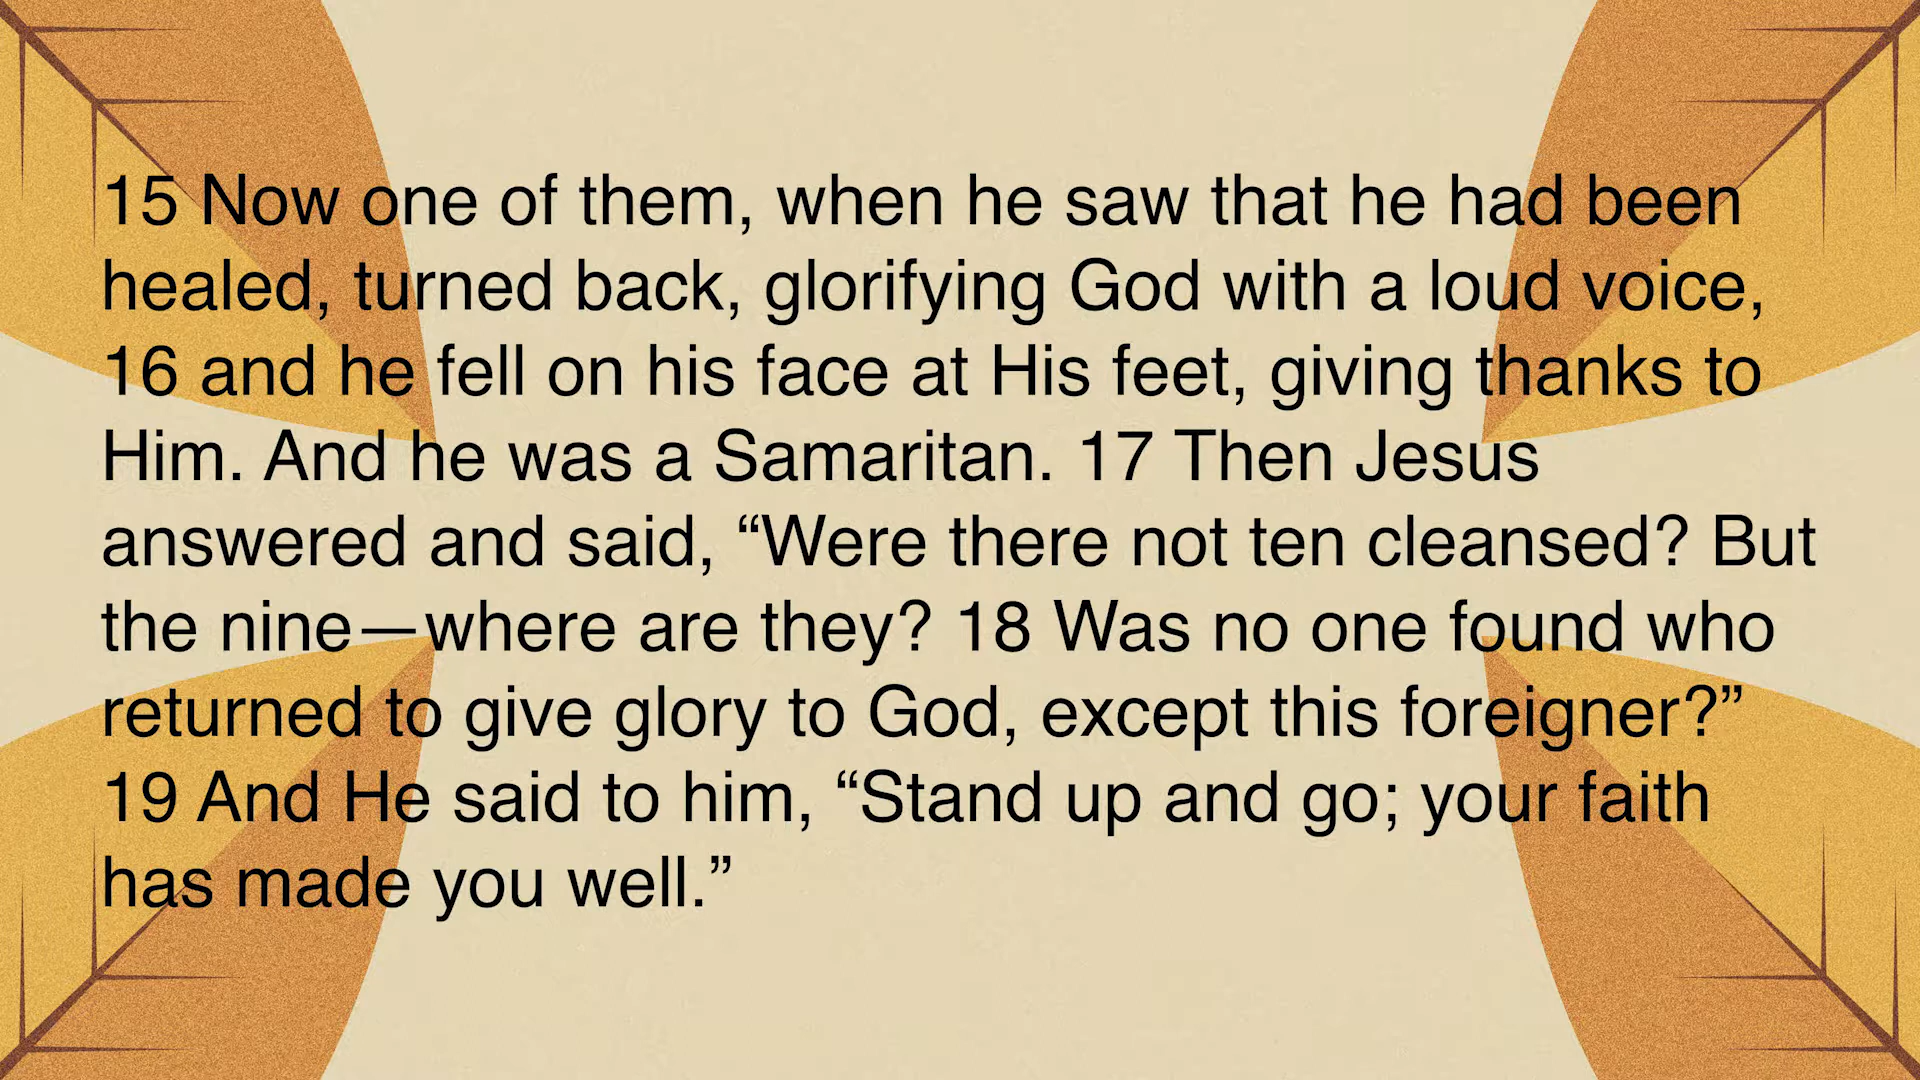 15 Now one of them, when he saw that he had been
healed, turned back, glorifying God with a loud voice,
16 and he fell on his face at His feet, giving thanks to
Him. And he was a Samaritan. 17 Then Jesus
answered and said, “Were there not ten cleansed? But
the nine—where are they? 18 Was no one found who
returned to give glory to God, except this foreigner?”
19 And He said to him, “Stand up and go; your faith
has made you well.”